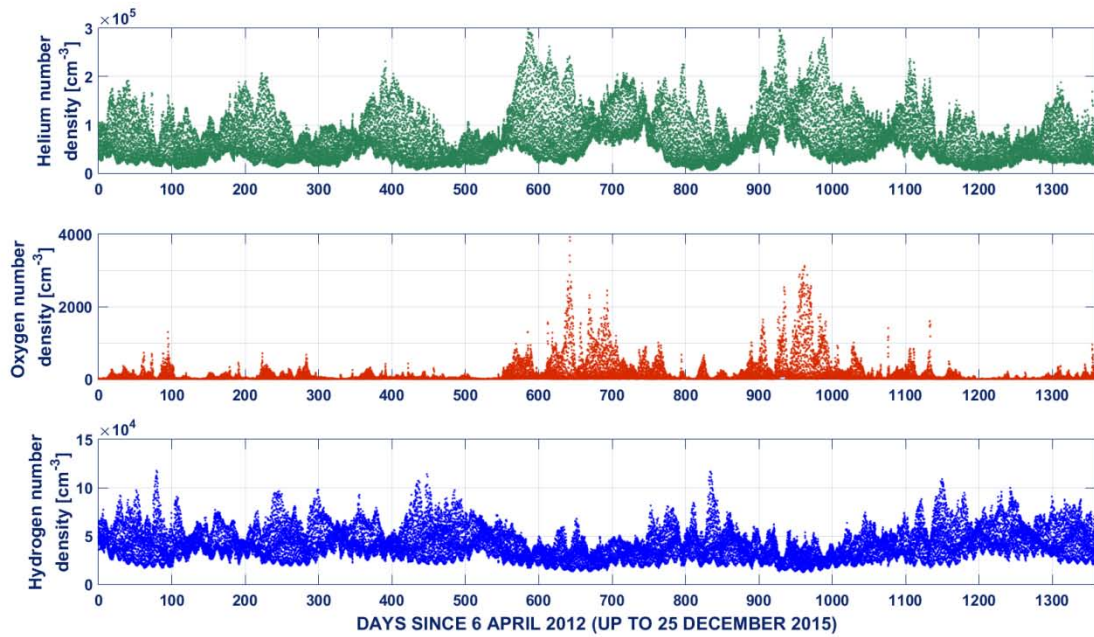 ×10⁵
3
2
1
0
Helium number
density [cm⁻³]
0 100 200 300 400 500 600 700 800 900 1000 1100 1200 1300
4000
2000
0
Oxygen number
density [cm⁻³]
0 100 200 300 400 500 600 700 800 900 1000 1100 1200 1300
×10⁴
15
10
5
0
Hydrogen number
density [cm⁻³]
0 100 200 300 400 500 600 700 800 900 1000 1100 1200 1300
DAYS SINCE 6 APRIL 2012 (UP TO 25 DECEMBER 2015)